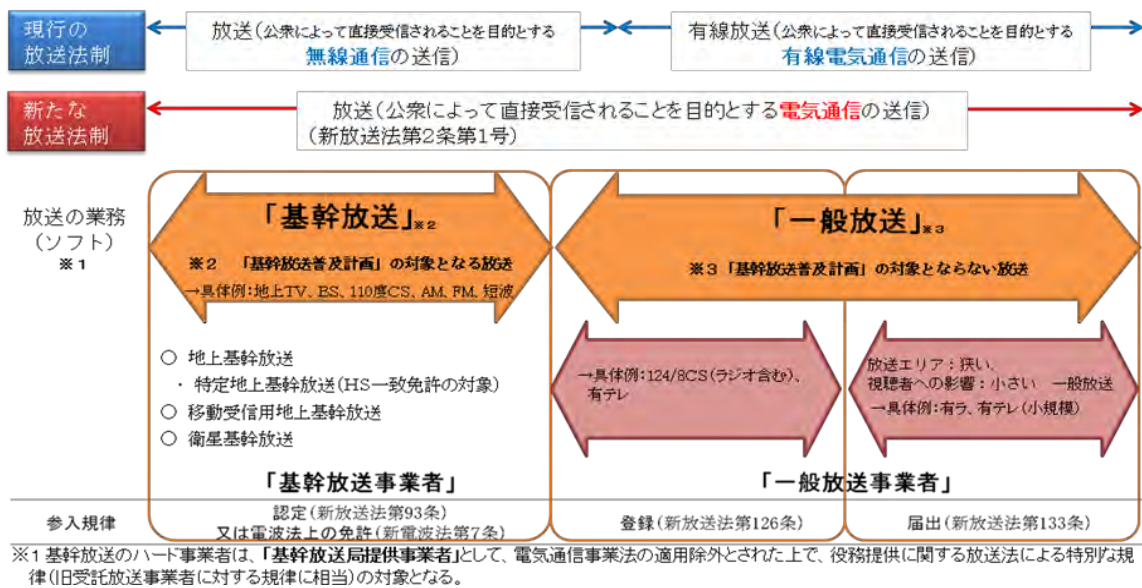 現行の
放送法制
放送(公衆によって直接受信されることを目的とする
無線通信の送信)
有線放送(公衆によって直接受信されることを目的とする
有線電気通信の送信)
新たな
放送法制
放送(公衆によって直接受信されることを目的とする電気通信の送信)
(新放送法第2条第1号)
放送の業務
(ソフト)
※1
「基幹放送」※2
※2 「基幹放送普及計画」の対象となる放送
→具体例:地上TV、BS、110度CS、AM、FM、短波
「一般放送」※3
※3「基幹放送普及計画」の対象とならない放送
○ 地上基幹放送
・ 特定地上基幹放送(HS一致免許の対象)
○ 移動受信用地上基幹放送
○ 衛星基幹放送
→具体例:124/8CS(ラジオ含む)、
有テレ
放送エリア:狭い、
視聴者への影響:小さい 一般放送
→具体例:有ラ、有テレ(小規模)
「基幹放送事業者」
「一般放送事業者」
参入規律
認定(新放送法第93条)
又は電波法上の免許(新電波法第7条)
登録(新放送法第126条)
届出(新放送法第133条)
※1 基幹放送のハード事業者は、「基幹放送局提供事業者」として、電気通信事業法の適用除外とされた上で、役務提供に関する放送法による特別な規
律(旧受託放送事業者に対する規律に相当)の対象となる。